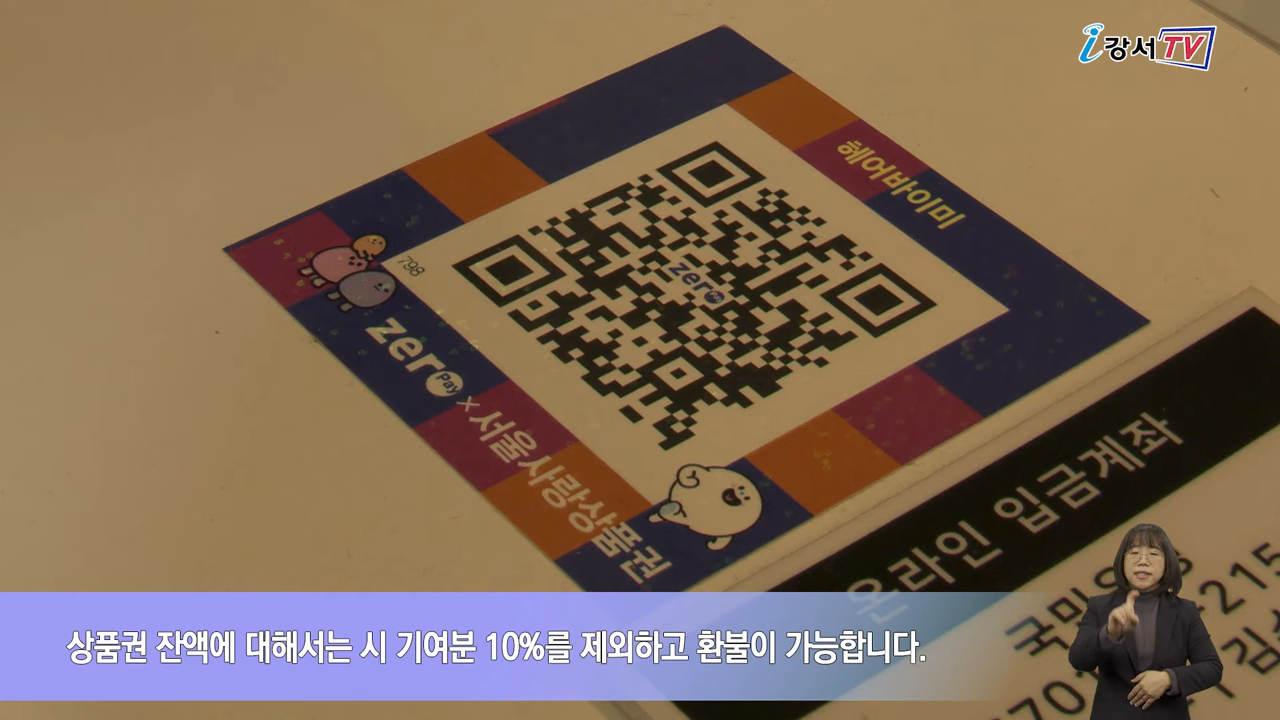 i강서TV
헤어바이미
798
zero Pay
zero Pay × 서울사랑상품권
온라인 입금계좌
상품권 잔액에 대해서는 시 기여분 10%를 제외하고 환불이 가능합니다.